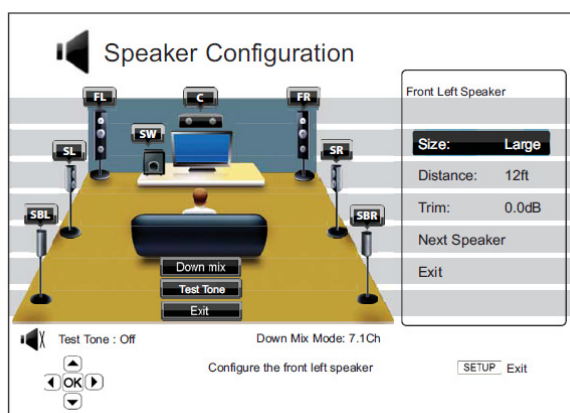 Speaker Configuration
FL
C
FR
SW
SL
SR
SBL
SBR
Down mix
Test Tone
Exit
Front Left Speaker
Size: Large
Distance: 12ft
Trim: 0.0dB
Next Speaker
Exit
Test Tone : Off
Down Mix Mode: 7.1Ch
OK
Configure the front left speaker
SETUP Exit